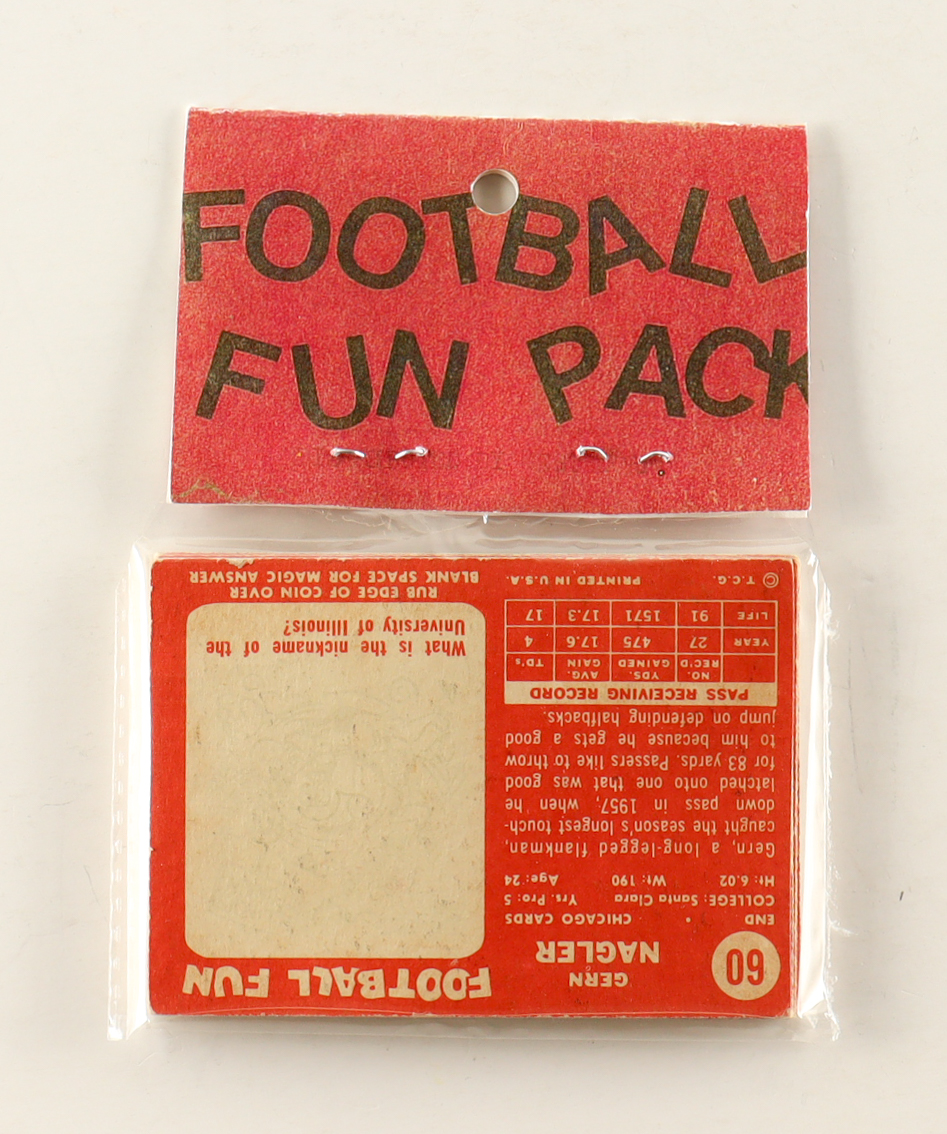 FOOTBALL
FUN PACK
60
GERN
NAGLER
END CHICAGO CARDS
COLLEGE: Santa Clara Yrs. Pro: 5
Ht: 6.02 Wt: 190 Age: 24
Gern, a long-legged flankman,
caught the season's longest touch-
down pass in 1957, when he
latched onto one that was good
for 83 yards. Passers like to throw
to him because he gets a good
jump on defending halfbacks.
PASS RECEIVING RECORD
NO. REC'D YDS. GAINED AVG. GAIN TD's
YEAR 27 475 17.6 4
LIFE 91 1571 17.3 17
© T.C.G. PRINTED IN U.S.A.
FOOTBALL FUN
What is the nickname of the
University of Illinois?
RUB EDGE OF COIN OVER
BLANK SPACE FOR MAGIC ANSWER